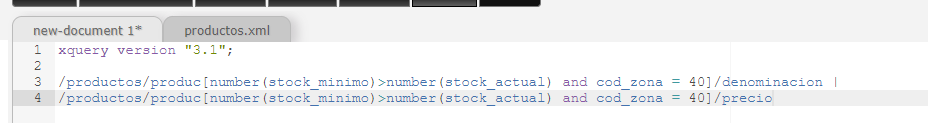 new-document 1*
productos.xml
1 xquery version "3.1";
2
3 /productos/produc[number(stock_minimo)>number(stock_actual) and cod_zona = 40]/denominacion |
4 /productos/produc[number(stock_minimo)>number(stock_actual) and cod_zona = 40]/precio